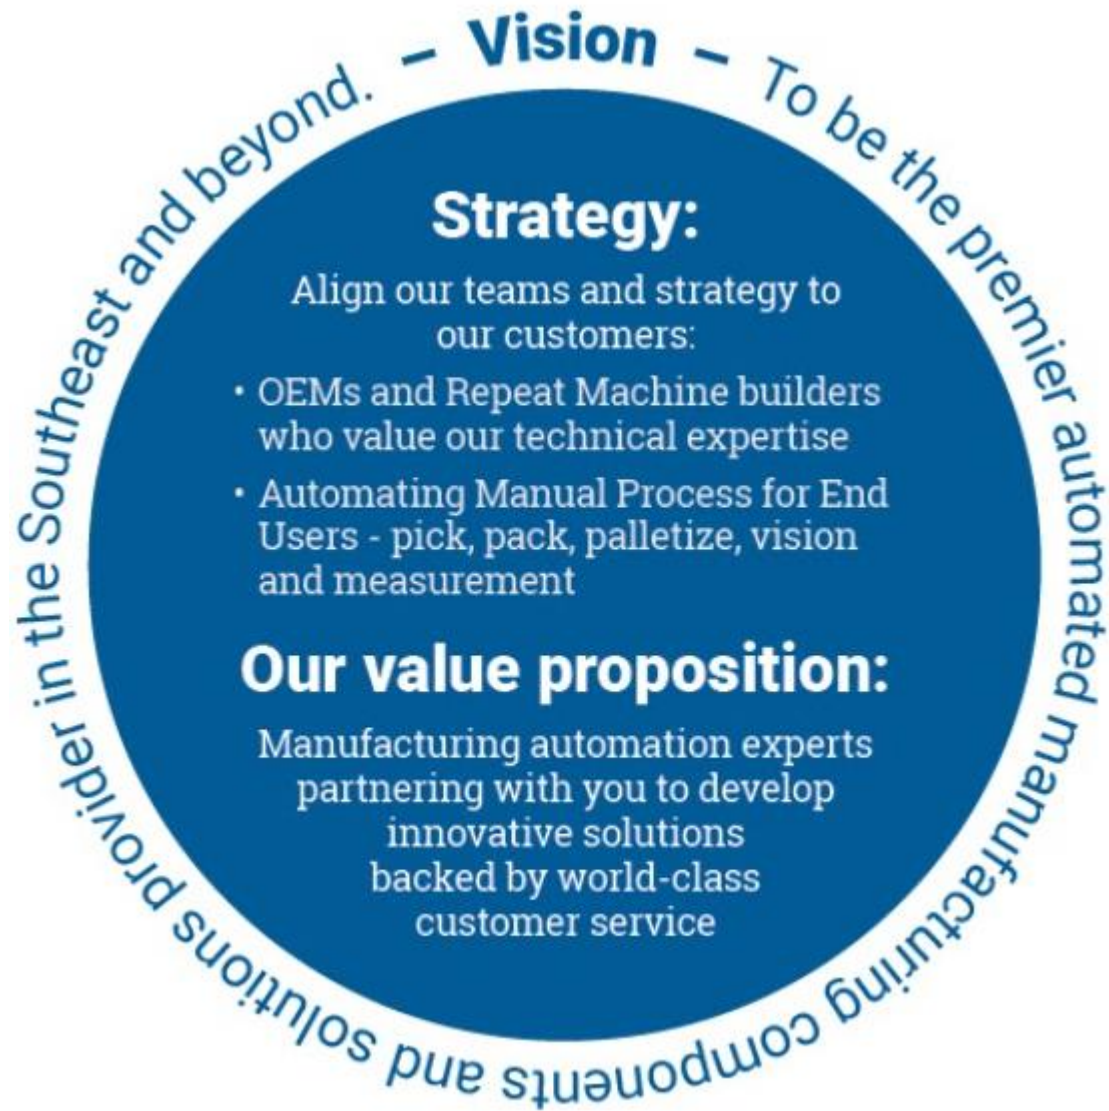 – Vision – To be the premier automated manufacturing components and solutions provider in the Southeast and beyond.
Strategy:
Align our teams and strategy to
our customers:
• OEMs and Repeat Machine builders
who value our technical expertise
• Automating Manual Process for End
Users - pick, pack, palletize, vision
and measurement
Our value proposition:
Manufacturing automation experts
partnering with you to develop
innovative solutions
backed by world-class
customer service